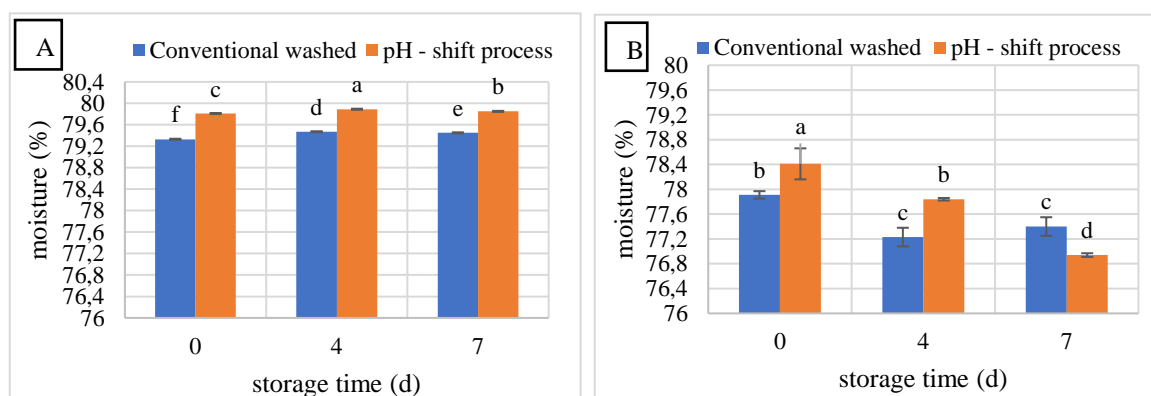 A
Conventional washed pH - shift process
80,4
80
79,6
79,2
78,8
78,4
78
77,6
77,2
76,8
76,4
76
moisture (%)
f c d a e b
0 4 7
storage time (d)
B
Conventional washed pH - shift process
80
79,6
79,2
78,8
78,4
78
77,6
77,2
76,8
76,4
76
moisture (%)
b a c b c d
0 4 7
storage time (d)